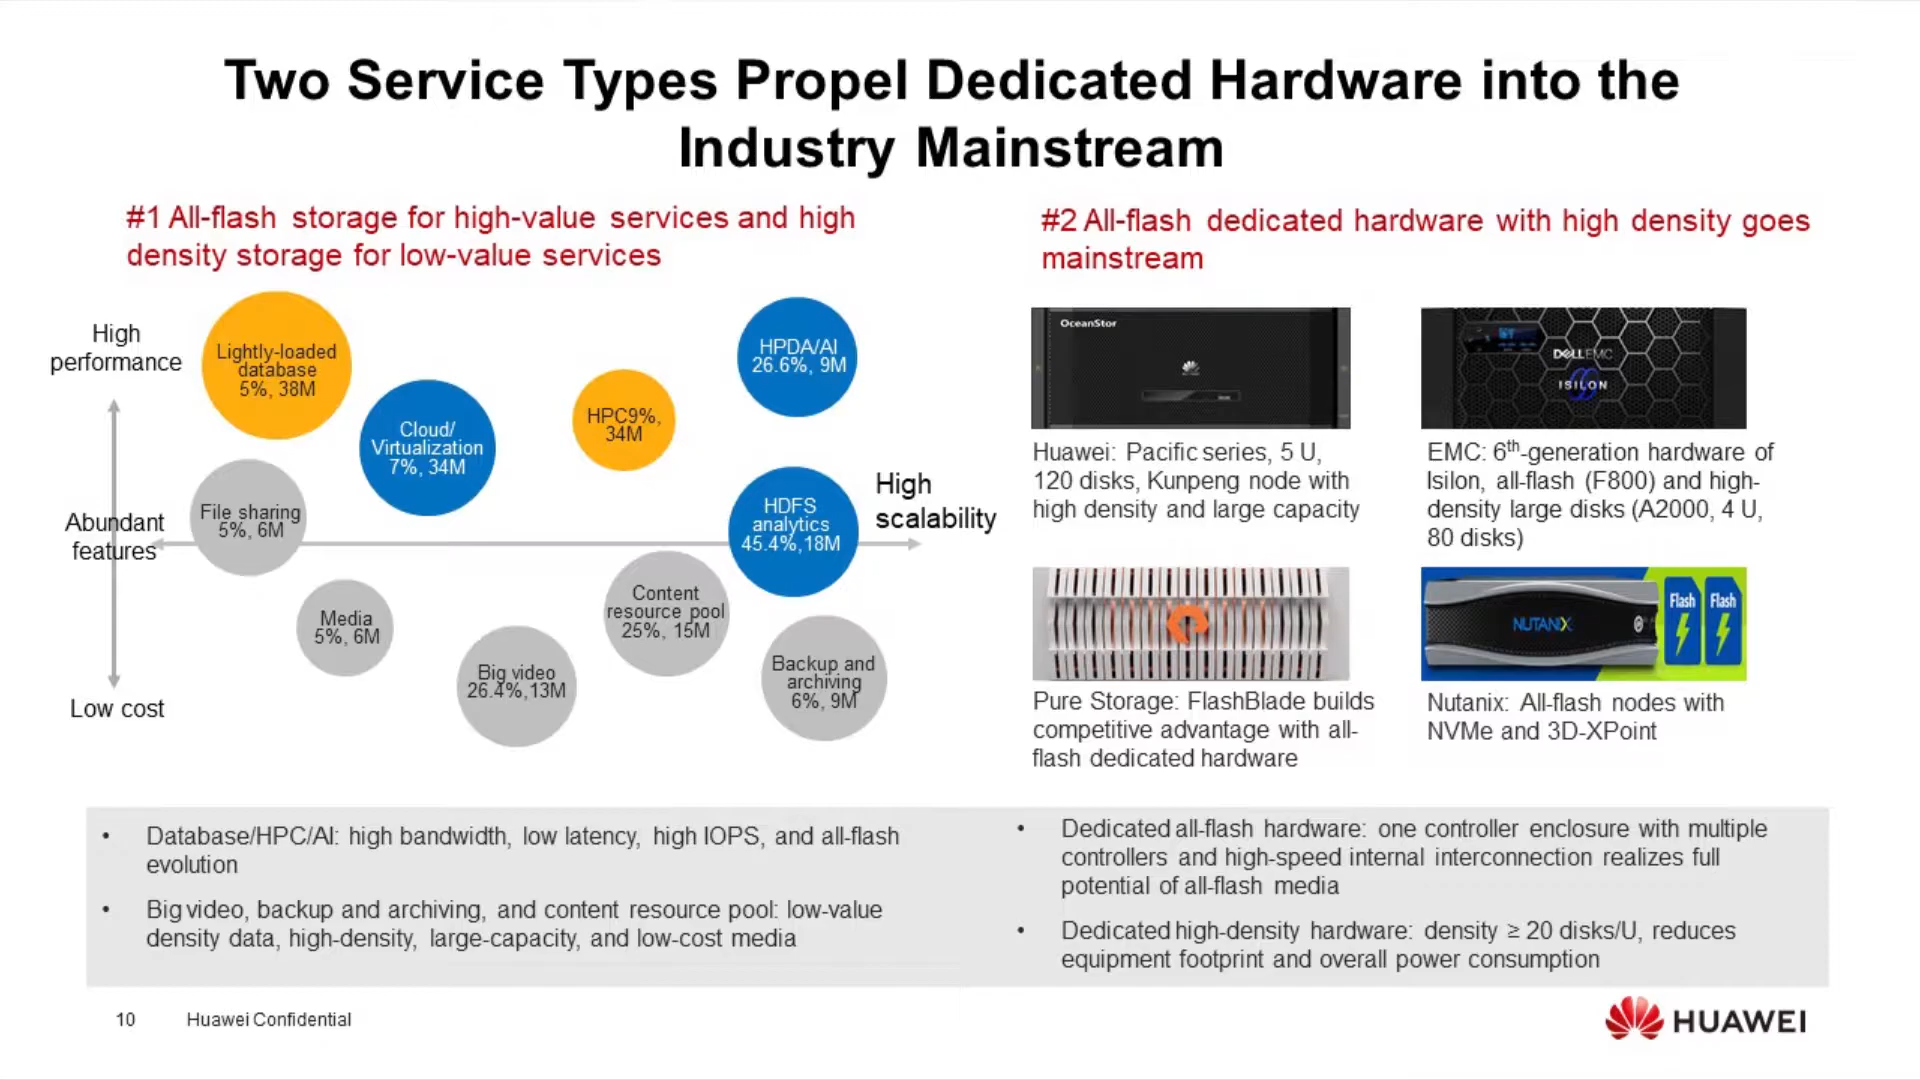 Two Service Types Propel Dedicated Hardware into the
Industry Mainstream
#1 All-flash storage for high-value services and high
density storage for low-value services
High
performance
Abundant
features
Low cost
High
scalability
Lightly-loaded
database
5%, 38M
Cloud/
Virtualization
7%, 34M
HPC9%,
34M
HPDA/AI
26.6%, 9M
File sharing
5%, 6M
HDFS
analytics
45.4%,18M
Media
5%, 6M
Big video
26.4%,13M
Content
resource pool
25%, 15M
Backup and
archiving
6%, 9M
#2 All-flash dedicated hardware with high density goes
mainstream
OceanStor
Huawei: Pacific series, 5 U,
120 disks, Kunpeng node with
high density and large capacity
DELLEMC
ISILON
EMC: 6th-generation hardware of
Isilon, all-flash (F800) and high-
density large disks (A2000, 4 U,
80 disks)
Pure Storage: FlashBlade builds
competitive advantage with all-
flash dedicated hardware
NUTANIX
Flash Flash
Nutanix: All-flash nodes with
NVMe and 3D-XPoint
• Database/HPC/AI: high bandwidth, low latency, high IOPS, and all-flash
evolution
• Big video, backup and archiving, and content resource pool: low-value
density data, high-density, large-capacity, and low-cost media
• Dedicated all-flash hardware: one controller enclosure with multiple
controllers and high-speed internal interconnection realizes full
potential of all-flash media
• Dedicated high-density hardware: density ≥ 20 disks/U, reduces
equipment footprint and overall power consumption
10 Huawei Confidential
HUAWEI